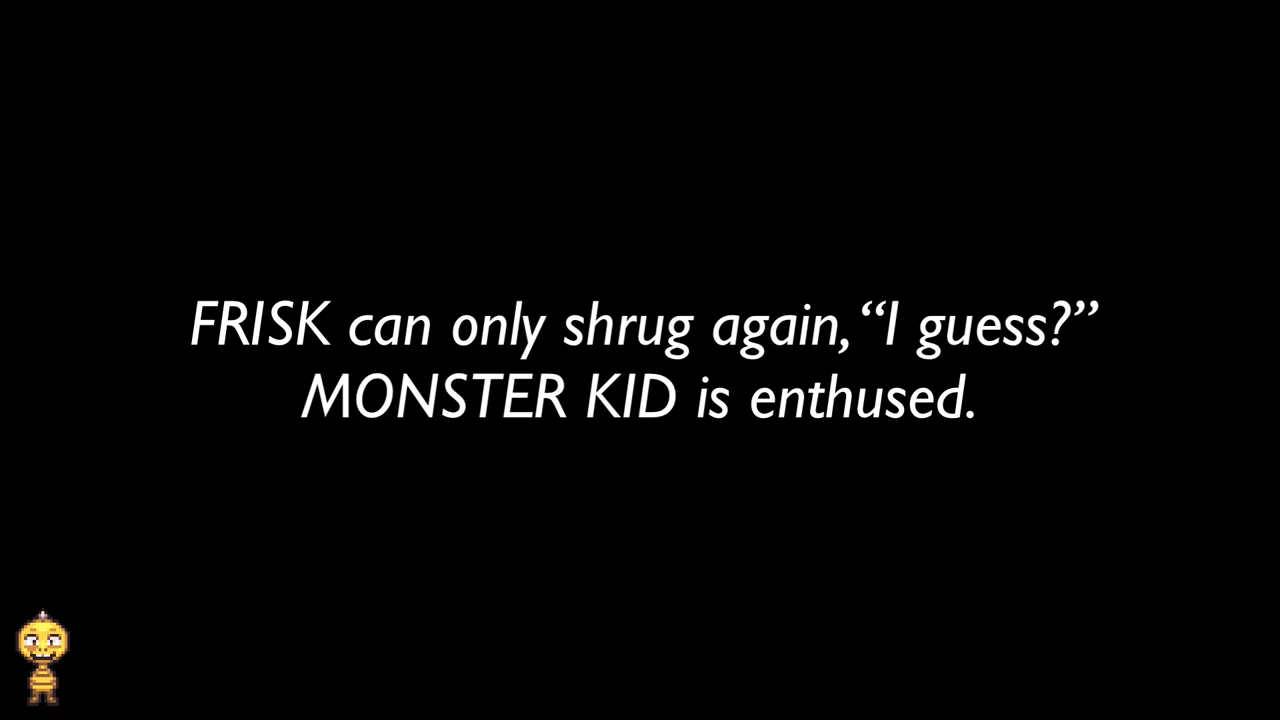 FRISK can only shrug again, “I guess?”
MONSTER KID is enthused.